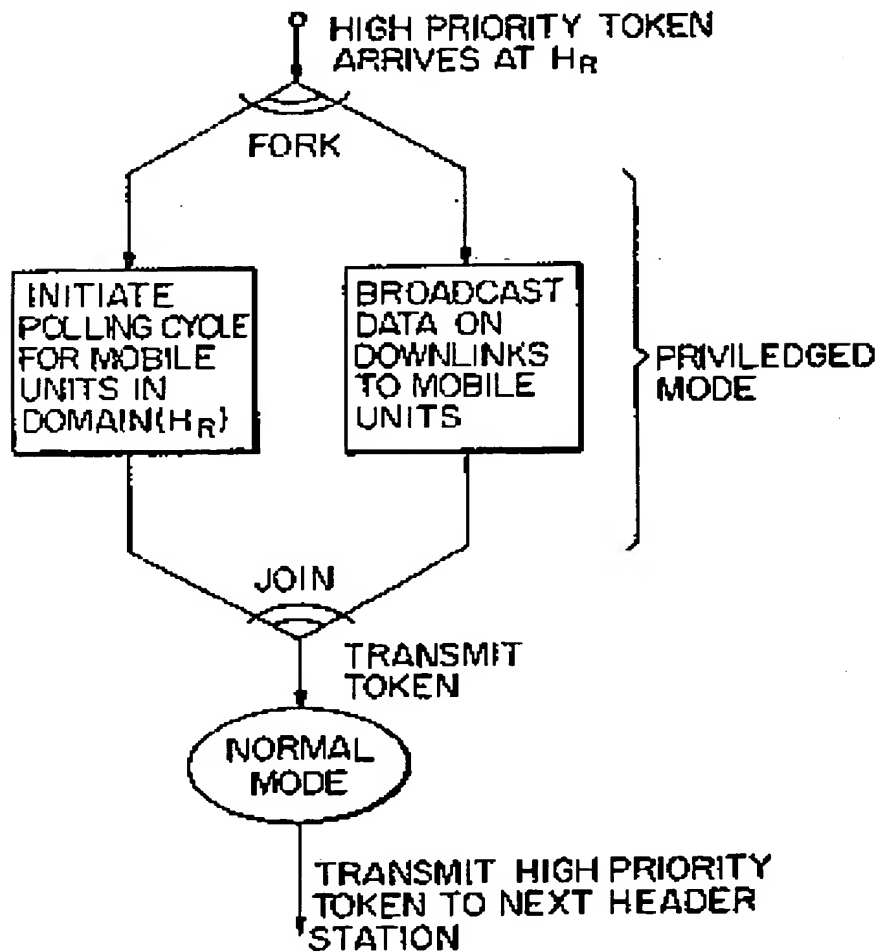 HIGH PRIORITY TOKEN
ARRIVES AT HR
FORK
INITIATE
POLLING CYCLE
FOR MOBILE
UNITS IN
DOMAIN(HR)
BROADCAST
DATA ON
DOWNLINKS
TO MOBILE
UNITS
PRIVILEDGED
MODE
JOIN
TRANSMIT
TOKEN
NORMAL
MODE
TRANSMIT HIGH PRIORITY
TOKEN TO NEXT HEADER
STATION